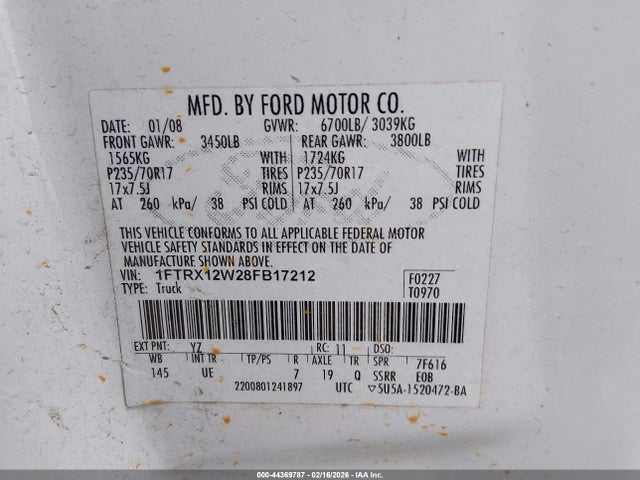 MFD. BY FORD MOTOR CO.
DATE: 01/08 GVWR: 6700LB/ 3039KG
FRONT GAWR: 3450LB REAR GAWR: 3800LB
1565KG WITH 1724KG WITH
P235/70R17 TIRES P235/70R17 TIRES
17x7.5J RIMS 17x7.5J RIMS
AT 260 kPa/ 38 PSI COLD AT 260 kPa/ 38 PSI COLD
THIS VEHICLE CONFORMS TO ALL APPLICABLE FEDERAL MOTOR
VEHICLE SAFETY STANDARDS IN EFFECT ON THE DATE OF
MANUFACTURE SHOWN ABOVE.
VIN: 1FTRX12W28FB17212 F0227
TYPE: Truck T0970
EXT PNT: YZ RC: 11 DSO:
WB INT TR TP/PS R AXLE TR SPR 7F616
145 UE 7 19 Q SSRR EOB
2200801241897 UTC ▽5U5A-1520472-BA
000-44369787 - 02/16/2026 - IAAI.com